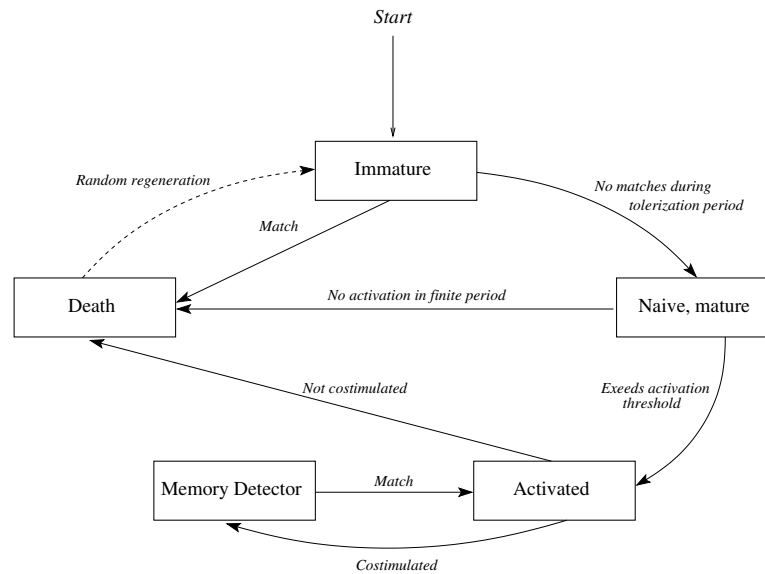 Start
Immature
Random regeneration
No matches during
tolerization period
Match
Death
No activation in finite period
Naive, mature
Not costimulated
Exeeds activation
threshold
Memory Detector
Match
Activated
Costimulated